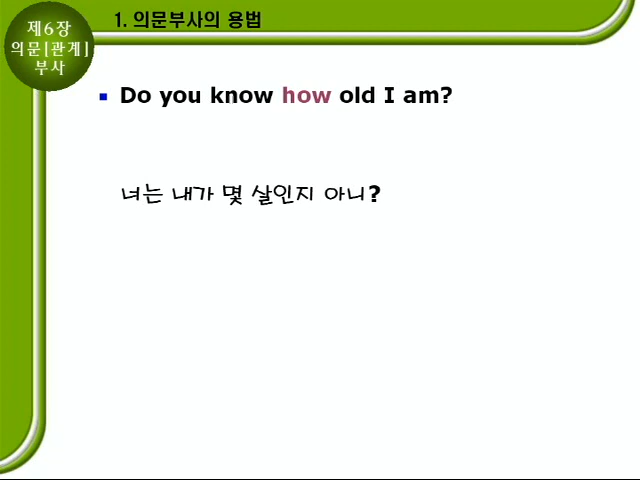 제6장
의문[관계]
부사
1. 의문부사의 용법
Do you know how old I am?
너는 내가 몇 살인지 아니?